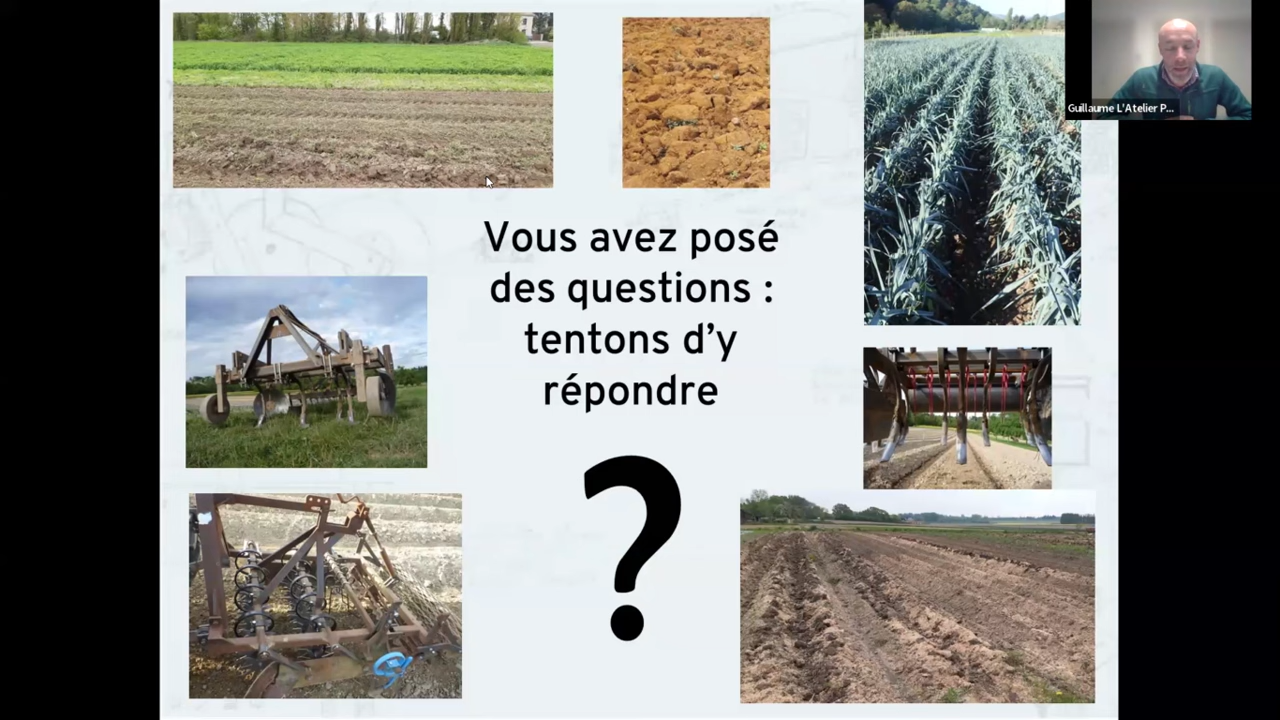 Guillaume L'Atelier P...
Vous avez posé
des questions :
tentons d’y
répondre
?